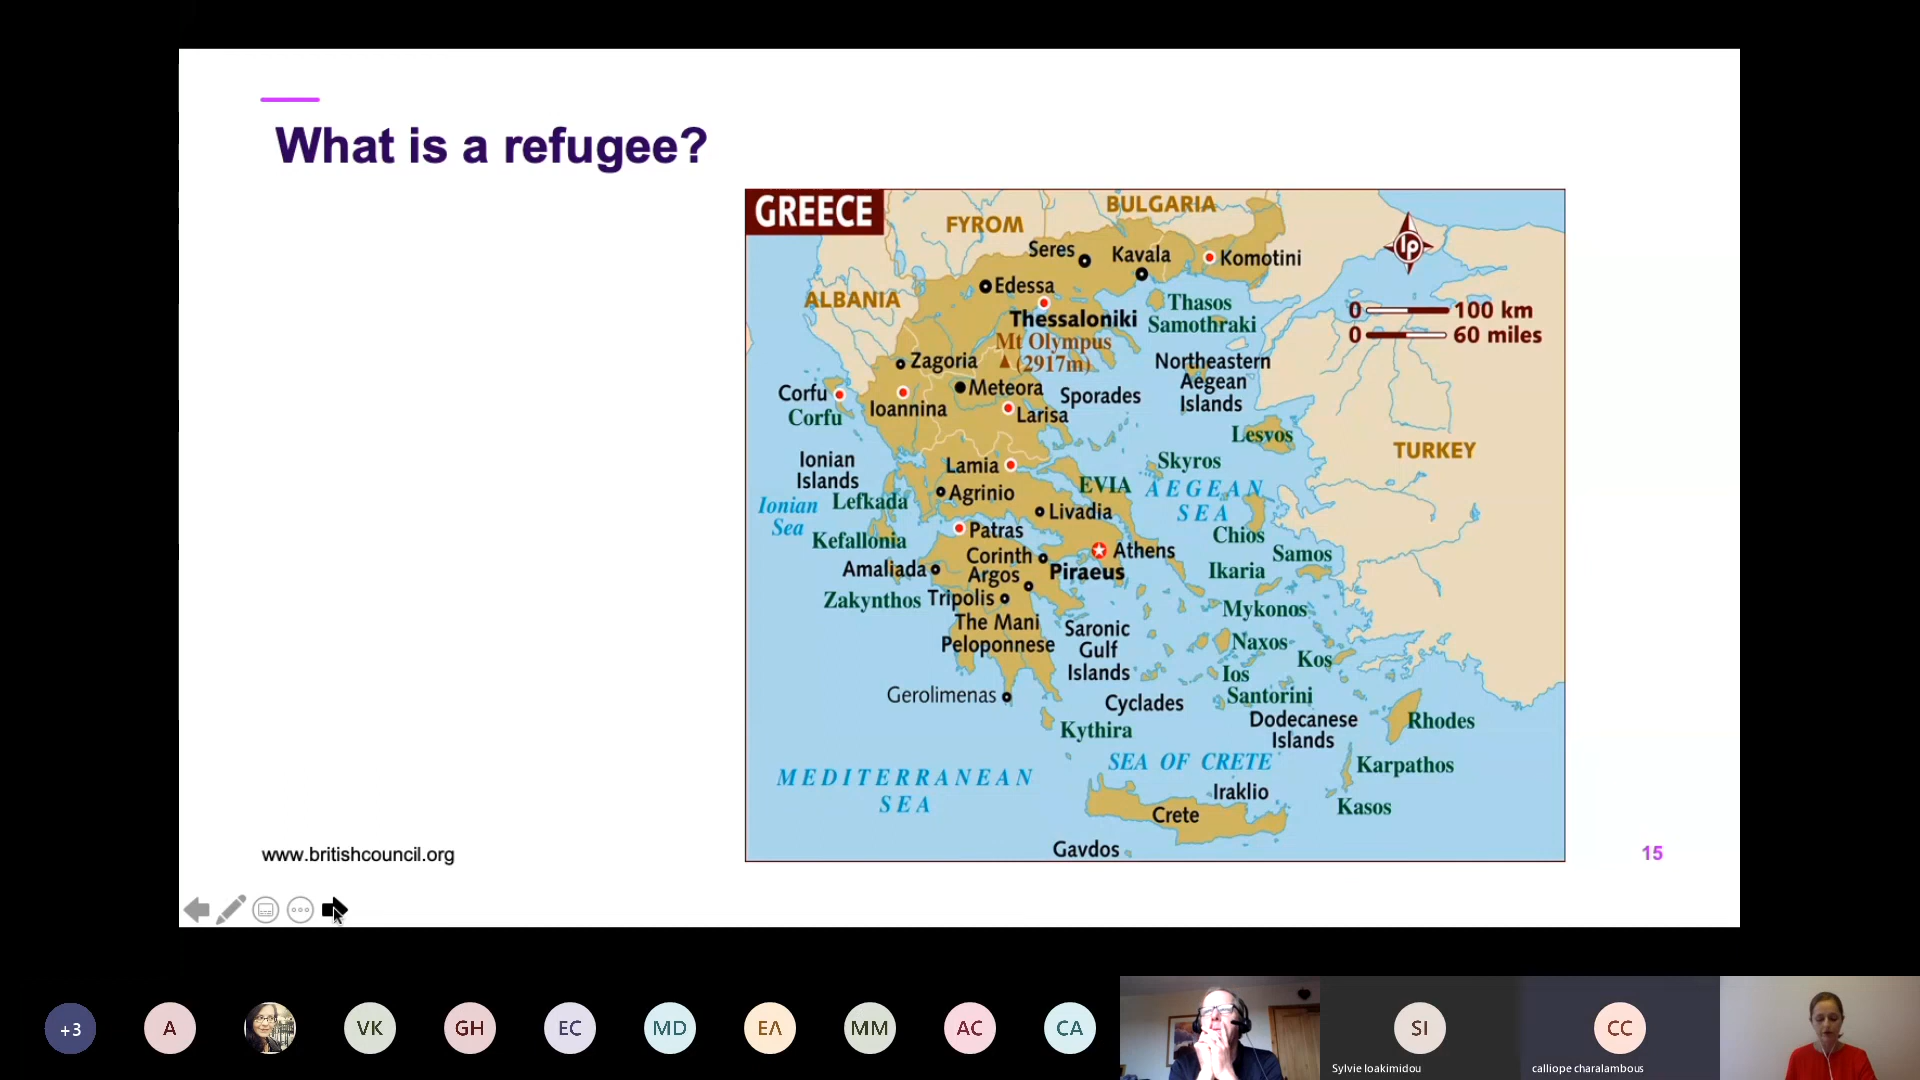 What is a refugee?
GREECE
FYROM
BULGARIA
Seres
Kavala
Komotini
Edessa
ALBANIA
Thasos
Thessaloniki
Samothraki
0 100 km
0 60 miles
Mt Olympus
(2917m)
Zagoria
Northeastern
Aegean
Islands
Meteora
Corfu
Corfu
Ioannina
Sporades
Larisa
Lesvos
TURKEY
Ionian
Islands
Lamia
Skyros
EVIA
AEGEAN
SEA
Agrinio
Ionian
Sea
Lefkada
Livadia
Patras
Chios
Kefallonia
Athens
Samos
Corinth
Piraeus
Amaliada
Argos
Ikaria
Zakynthos
Tripolis
Mykonos
The Mani
Peloponnese
Saronic
Gulf
Islands
Naxos
Kos
Ios
Santorini
Gerolimenas
Cyclades
Dodecanese
Islands
Rhodes
Kythira
SEA OF CRETE
Karpathos
MEDITERRANEAN
SEA
Iraklio
Kasos
Crete
Gavdos
lp
www.britishcouncil.org
15
+3
A
VK
GH
EC
MD
ΕΛ
MM
AC
CA
SI
Sylvie Ioakimidou
CC
calliope charalambous